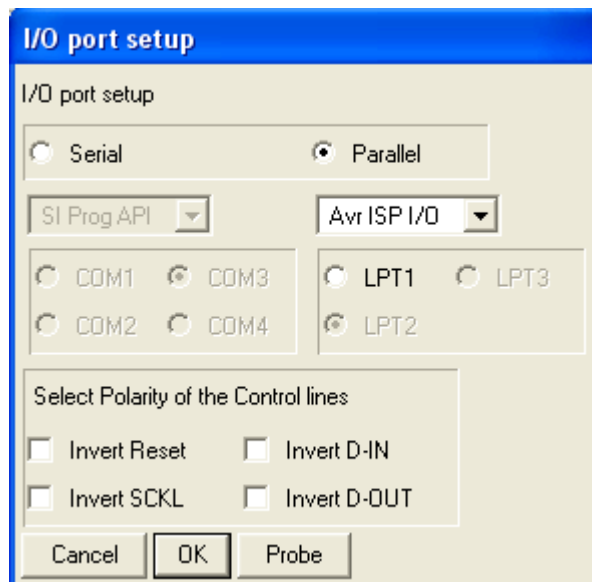 I/O port setup
I/O port setup
Serial Parallel
SI Prog API Avr ISP I/O
COM1 COM3 LPT1 LPT3
COM2 COM4 LPT2
Select Polarity of the Control lines
Invert Reset Invert D-IN
Invert SCKL Invert D-OUT
Cancel OK Probe